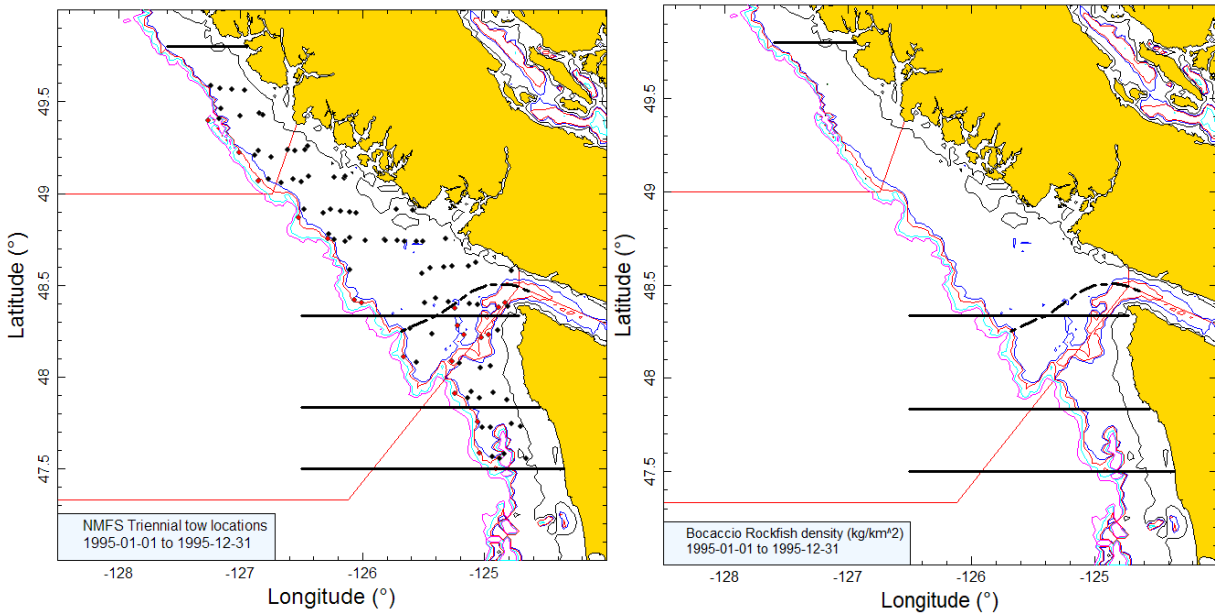 49.5
49
48.5
48
47.5
Latitude (°)
-128
-127
-126
-125
Longitude (°)
NMFS Triennial tow locations
1995-01-01 to 1995-12-31
49.5
49
48.5
48
47.5
Latitude (°)
-128
-127
-126
-125
Longitude (°)
Bocaccio Rockfish density (kg/km^2)
1995-01-01 to 1995-12-31